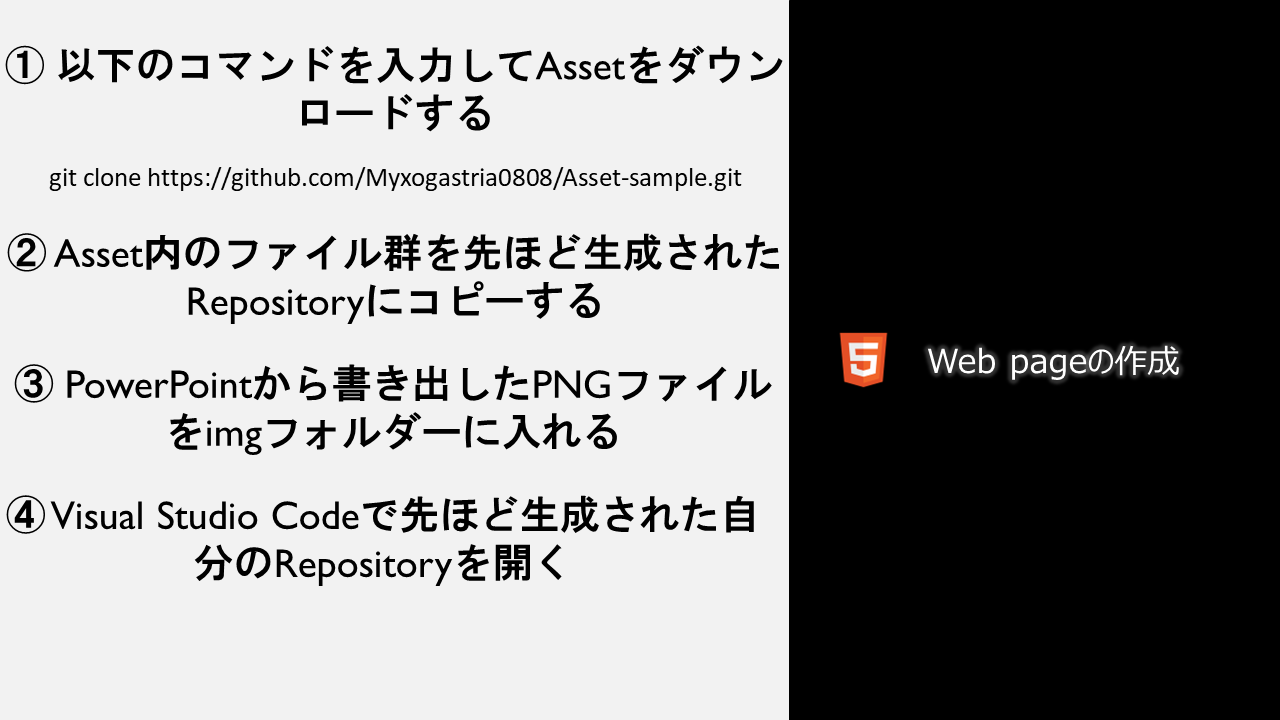 ① 以下のコマンドを入力してAssetをダウン
ロードする
git clone https://github.com/Myxogastria0808/Asset-sample.git
② Asset内のファイル群を先ほど生成された
Repositoryにコピーする
③ PowerPointから書き出したPNGファイル
をimgフォルダーに入れる
④ Visual Studio Codeで先ほど生成された自
分のRepositoryを開く
5
Web pageの作成